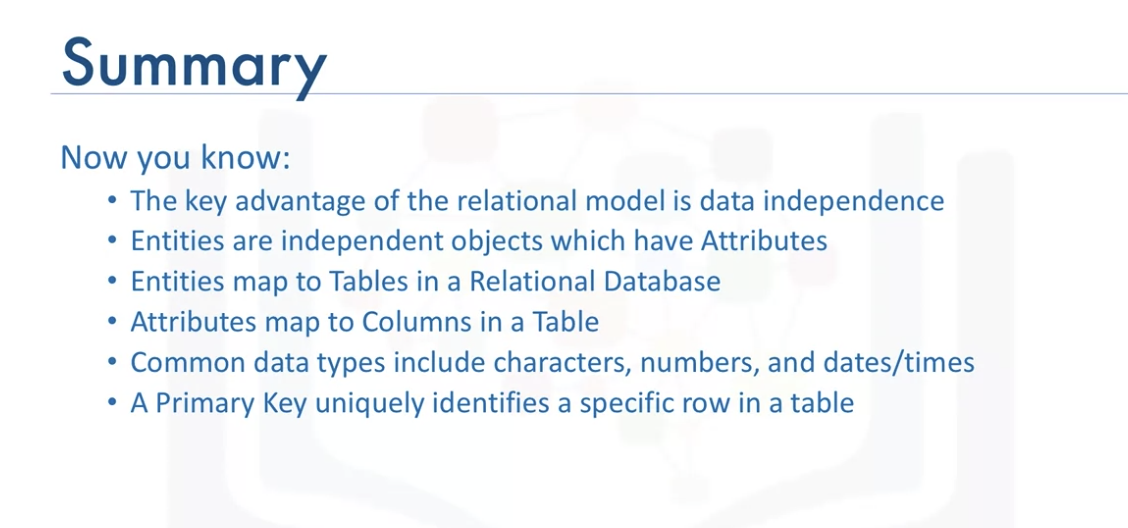 Summary
Now you know:
• The key advantage of the relational model is data independence
• Entities are independent objects which have Attributes
• Entities map to Tables in a Relational Database
• Attributes map to Columns in a Table
• Common data types include characters, numbers, and dates/times
• A Primary Key uniquely identifies a specific row in a table